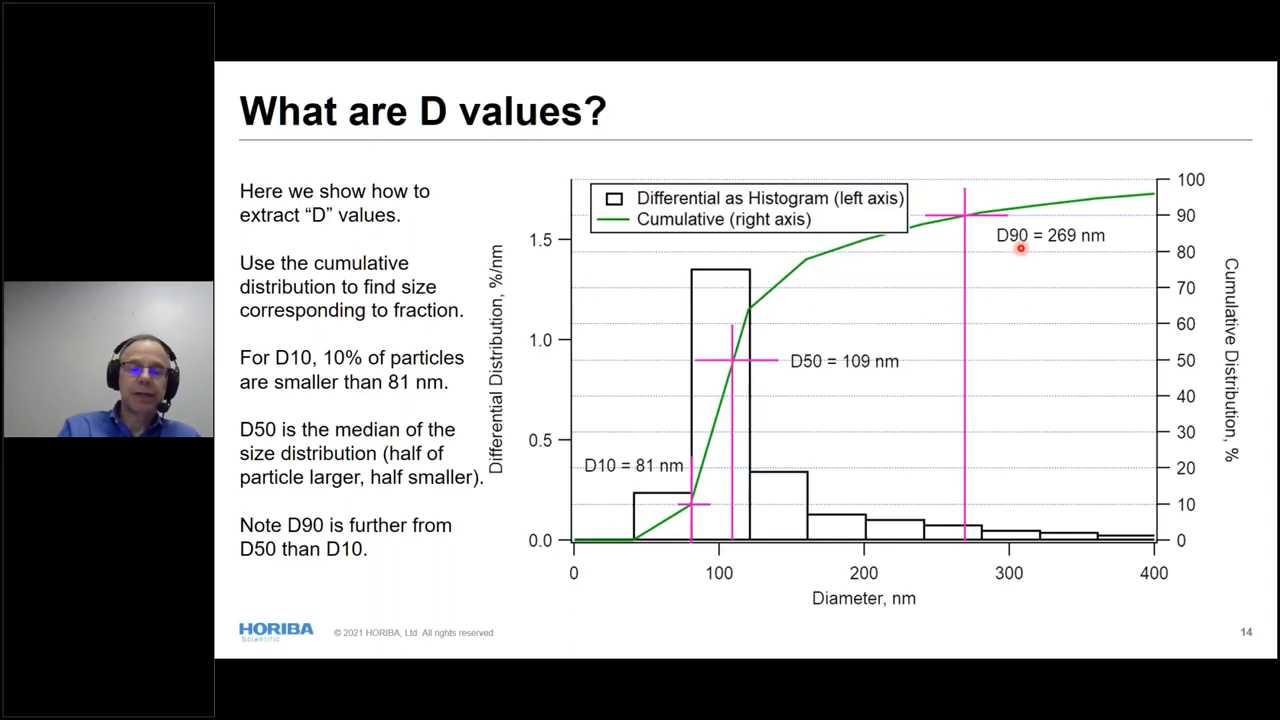 What are D values?
Here we show how to
extract “D” values.
Use the cumulative
distribution to find size
corresponding to fraction.
For D10, 10% of particles
are smaller than 81 nm.
D50 is the median of the
size distribution (half of
particle larger, half smaller).
Note D90 is further from
D50 than D10.
Differential as Histogram (left axis)
Cumulative (right axis)
D90 = 269 nm
D50 = 109 nm
D10 = 81 nm
Differential Distribution, %/nm
1.5
1.0
0.5
0.0
100
90
80
70
60
50
40
30
20
10
0
Cumulative Distribution, %
0 100 200 300 400
Diameter, nm
HORIBA
Scientific
© 2021 HORIBA, Ltd. All rights reserved.
14